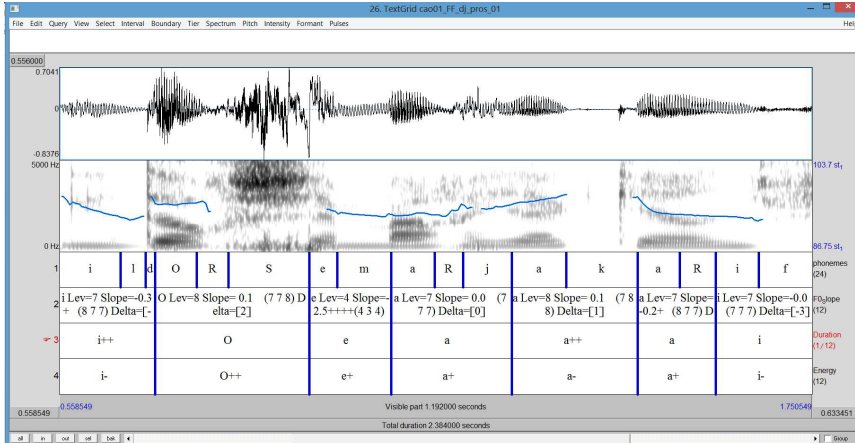 26. TextGrid cao01_FF_dj_pros_01
File Edit Query View Select Interval Boundary Tier Spectrum Pitch Intensity Formant Pulses Hel
0.556000
0.7041
0
-0.8376
5000 Hz 103.7 st₁
0 Hz 86.75 st₁
1 i l d O R S e m a R j a k a R i f phonemes (24)
i Lev=7 Slope=-0.3 O Lev=8 Slope= 0.1 (7 7 8) D e Lev=4 Slope=- a Lev=7 Slope= 0.0 (7 a Lev=8 Slope= 0.1 (7 8 a Lev=7 Slope= i Lev=7 Slope=-0.0 F0_Slope
2 + (8 7 7) Delta=[- elta=[2] 2.5++++(4 3 4) 7 7) Delta=[0] 8) Delta=[1] -0.2+ (8 7 7) D (7 7 7) Delta=[-3] (12)
3 i++ O e a a++ a i Duration (1/12)
4 i- O++ e+ a+ a- a+ i- Energy (12)
0.558549 1.750549
0.558549 Visible part 1.192000 seconds 0.633451
Total duration 2.384000 seconds
all in out sel bak Group